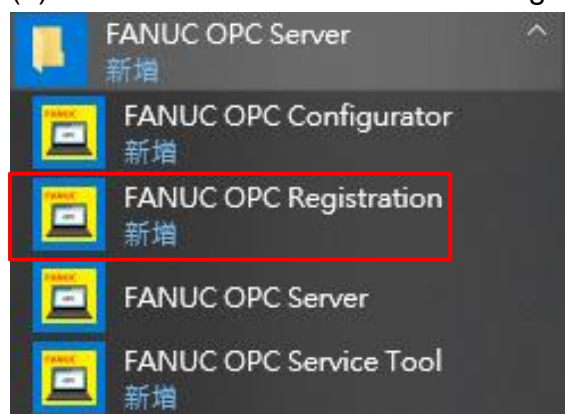 FANUC OPC Server
新增
FANUC OPC Configurator
新增
FANUC OPC Registration
新增
FANUC OPC Server
FANUC OPC Service Tool
新增